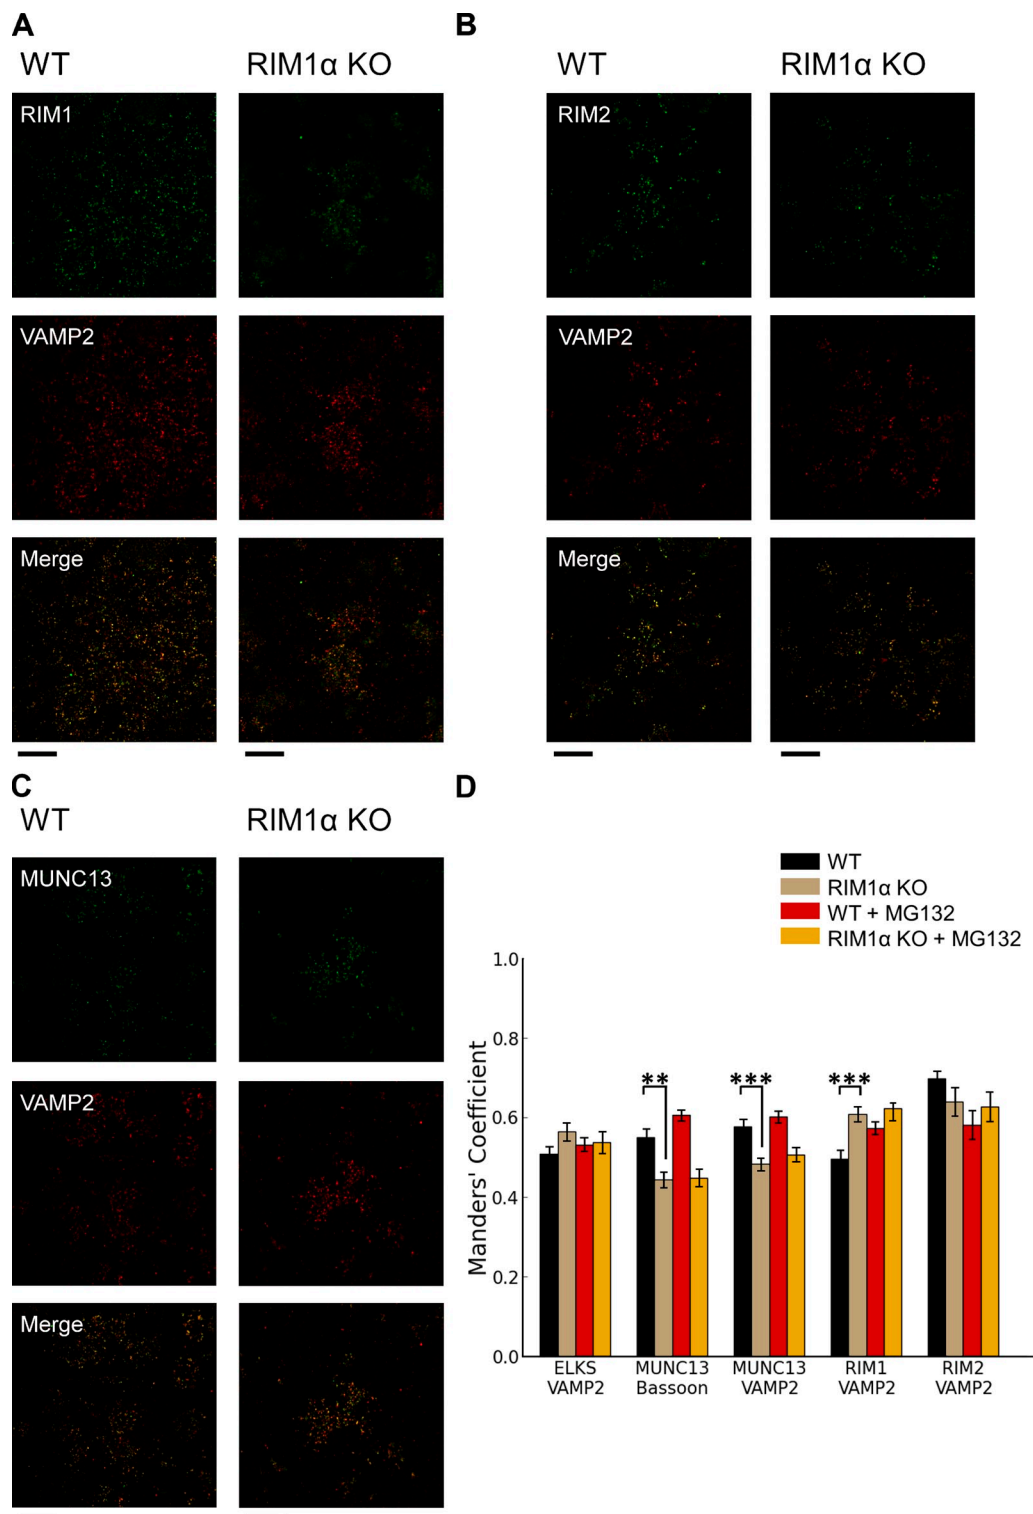 A
WT
RIM1α KO
RIM1
VAMP2
Merge
B
WT
RIM1α KO
RIM2
VAMP2
Merge
C
WT
RIM1α KO
MUNC13
VAMP2
Merge
D
WT
RIM1α KO
WT + MG132
RIM1α KO + MG132
Manders' Coefficient
1.0
0.8
0.6
0.4
0.2
0.0
**
***
***
ELKS
VAMP2
MUNC13
Bassoon
MUNC13
VAMP2
RIM1
VAMP2
RIM2
VAMP2